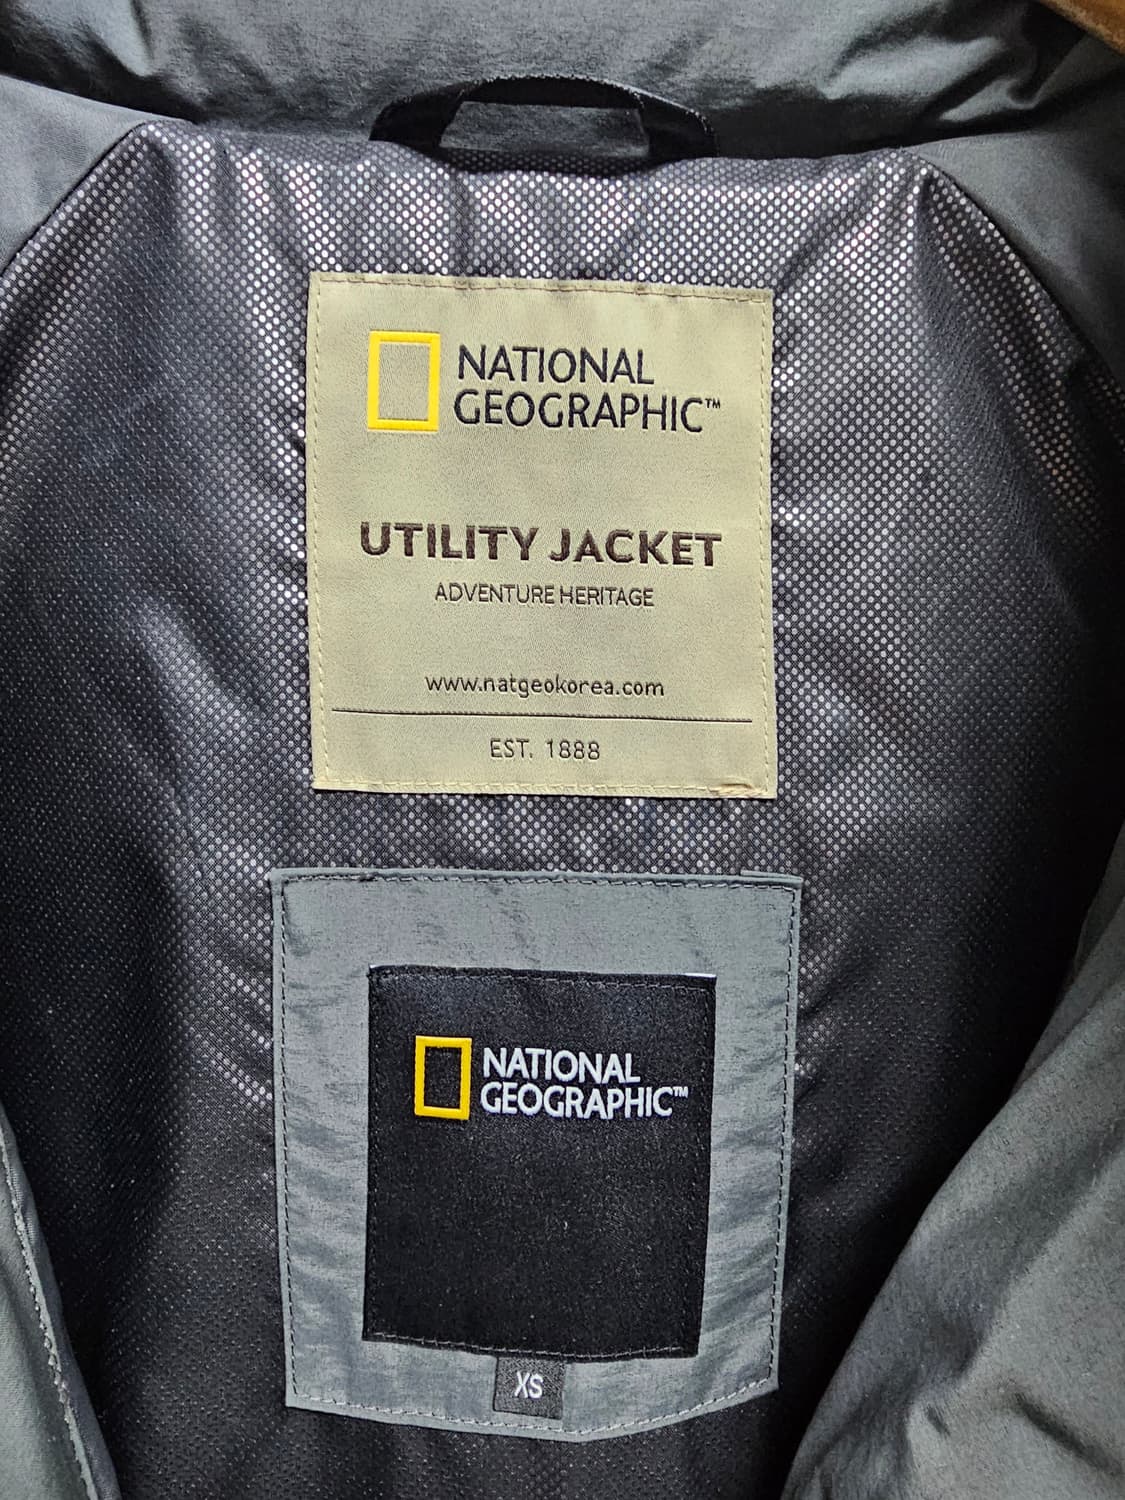 NATIONAL
GEOGRAPHIC™
UTILITY JACKET
ADVENTURE HERITAGE
www.natgeokorea.com
EST. 1888
NATIONAL
GEOGRAPHIC™
XS